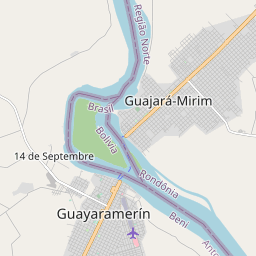 Região Norte
Brasil
Guajará-Mirim
Bolivia
14 de Septembre
Rondônia
Guayaramerín
Beni